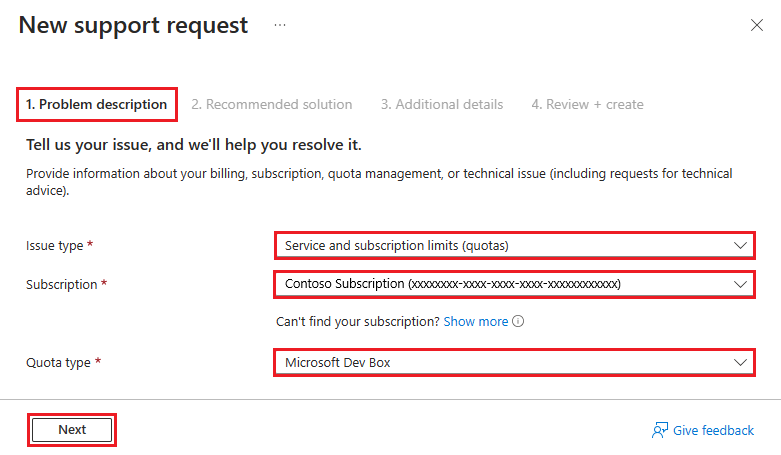 New support request
1. Problem description 2. Recommended solution 3. Additional details 4. Review + create
Tell us your issue, and we'll help you resolve it.
Provide information about your billing, subscription, quota management, or technical issue (including requests for technical
advice).
Issue type * Service and subscription limits (quotas)
Subscription * Contoso Subscription (xxxxxxxx-xxxx-xxxx-xxxx-xxxxxxxxxxxx)
Can't find your subscription? Show more
Quota type * Microsoft Dev Box
Next Give feedback